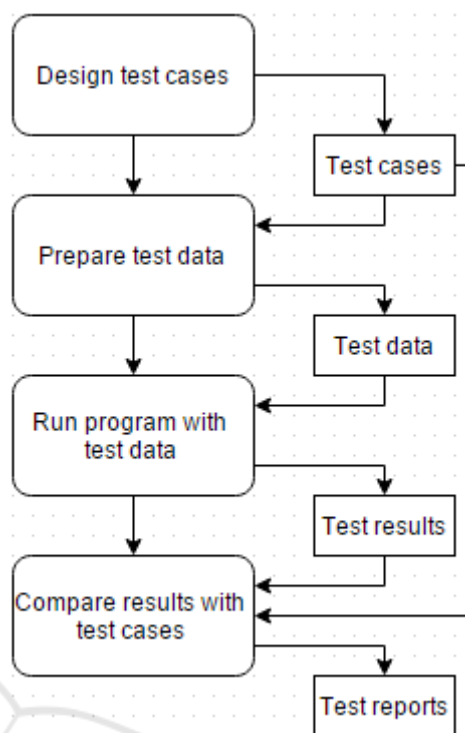 Design test cases
Test cases
Prepare test data
Test data
Run program with
test data
Test results
Compare results with
test cases
Test reports